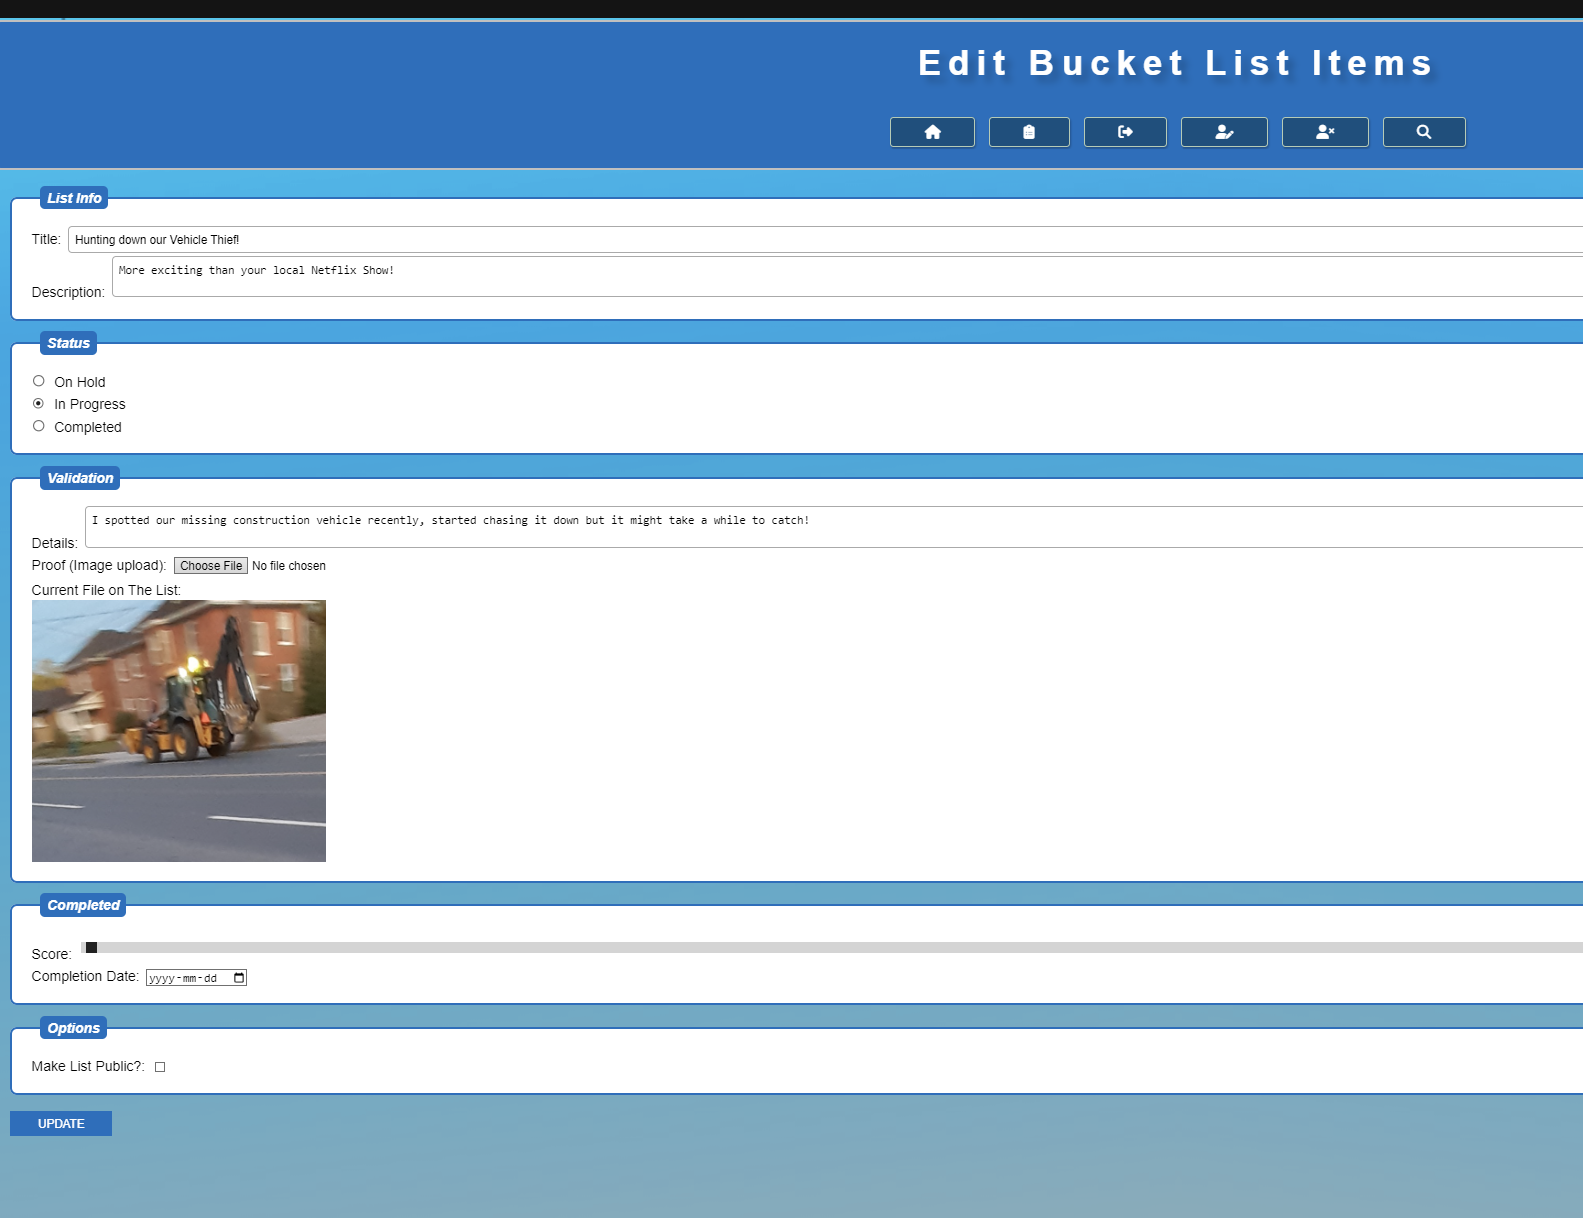 Edit Bucket List Items
List Info
Title: Hunting down our Vehicle Thief!
More exciting than your local Netflix Show!
Description:
Status
On Hold
In Progress
Completed
Validation
I spotted our missing construction vehicle recently, started chasing it down but it might take a while to catch!
Details:
Proof (Image upload): Choose File No file chosen
Current File on The List:
Completed
Score:
Completion Date: yyyy-mm-dd
Options
Make List Public?:
UPDATE